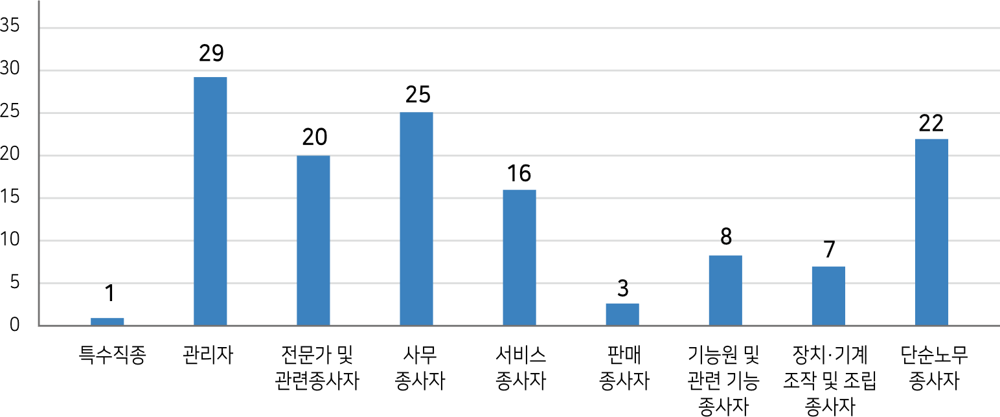 35
30
25
20
15
10
5
0
1
29
20
25
16
3
8
7
22
특수직종
관리자
전문가 및
관련종사자
사무
종사자
서비스
종사자
판매
종사자
기능원 및
관련 기능
종사자
장치·기계
조작 및 조립
종사자
단순노무
종사자